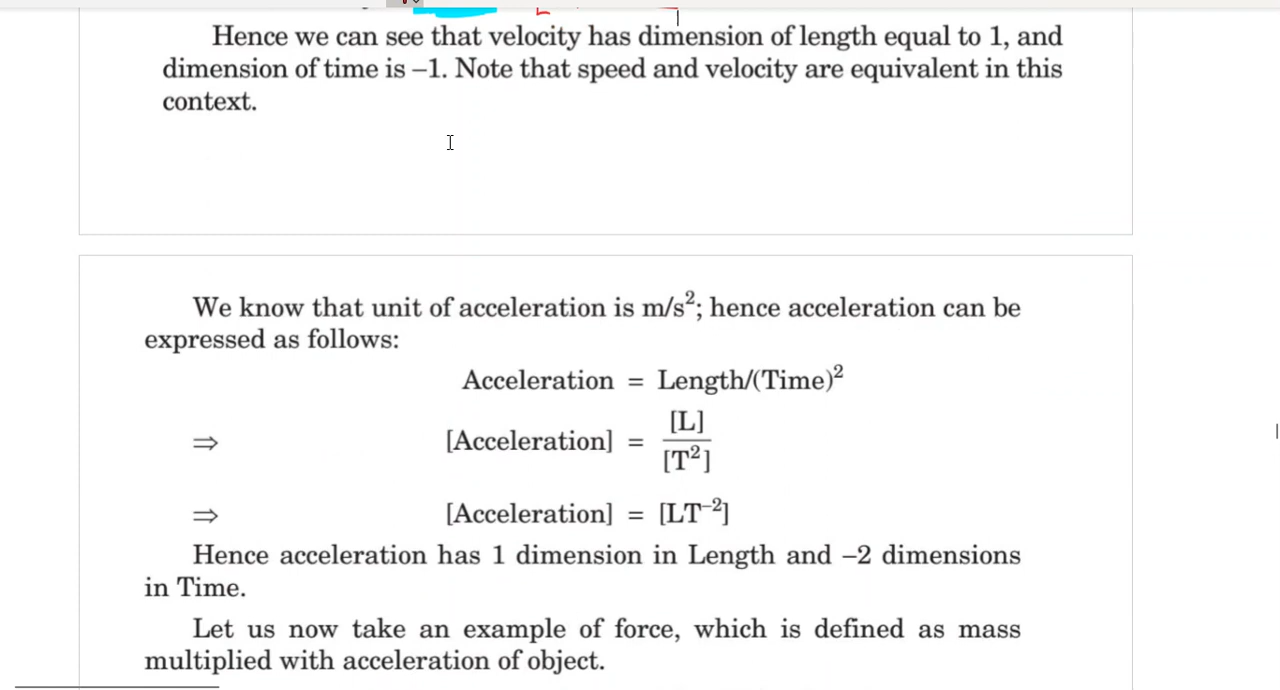 Hence we can see that velocity has dimension of length equal to 1, and
dimension of time is –1. Note that speed and velocity are equivalent in this
context.
We know that unit of acceleration is m/s²; hence acceleration can be
expressed as follows:
Acceleration = Length/(Time)²
⇒ [Acceleration] = [L]/[T²]
⇒ [Acceleration] = [LT⁻²]
Hence acceleration has 1 dimension in Length and –2 dimensions
in Time.
Let us now take an example of force, which is defined as mass
multiplied with acceleration of object.